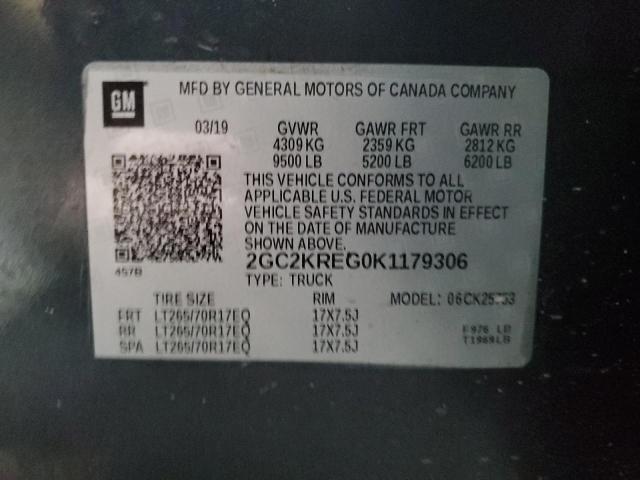 GM
MFD BY GENERAL MOTORS OF CANADA COMPANY
03/19 GVWR GAWR FRT GAWR RR
4309 KG 2359 KG 2812 KG
9500 LB 5200 LB 6200 LB
THIS VEHICLE CONFORMS TO ALL
APPLICABLE U.S. FEDERAL MOTOR
VEHICLE SAFETY STANDARDS IN EFFECT
ON THE DATE OF MANUFACTURE
SHOWN ABOVE.
457B
2GC2KREG0K1179306
TYPE: TRUCK
TIRE SIZE RIM MODEL:
FRT LT265/70R17EQ 17X7.5J
RR LT265/70R17EQ 17X7.5J
SPA LT265/70R17EQ 17X7.5J
F976 LB
T1969LB